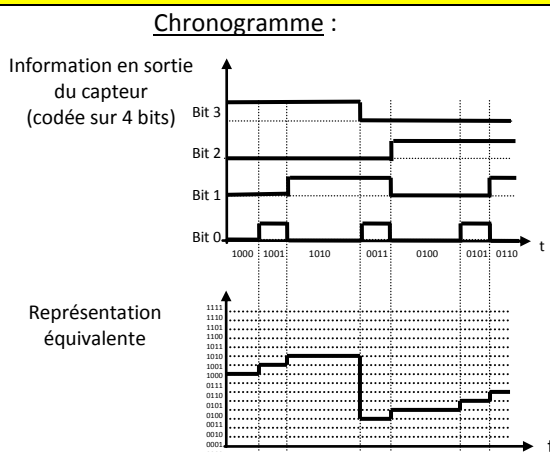 Chronogramme :
Information en sortie
du capteur
(codée sur 4 bits)
Bit 3
Bit 2
Bit 1
Bit 0
t
1000 1001 1010 0011 0100 0101 0110
Représentation
équivalente
1111
1110
1101
1100
1011
1010
1001
1000
0111
0110
0101
0100
0011
0010
0001
t